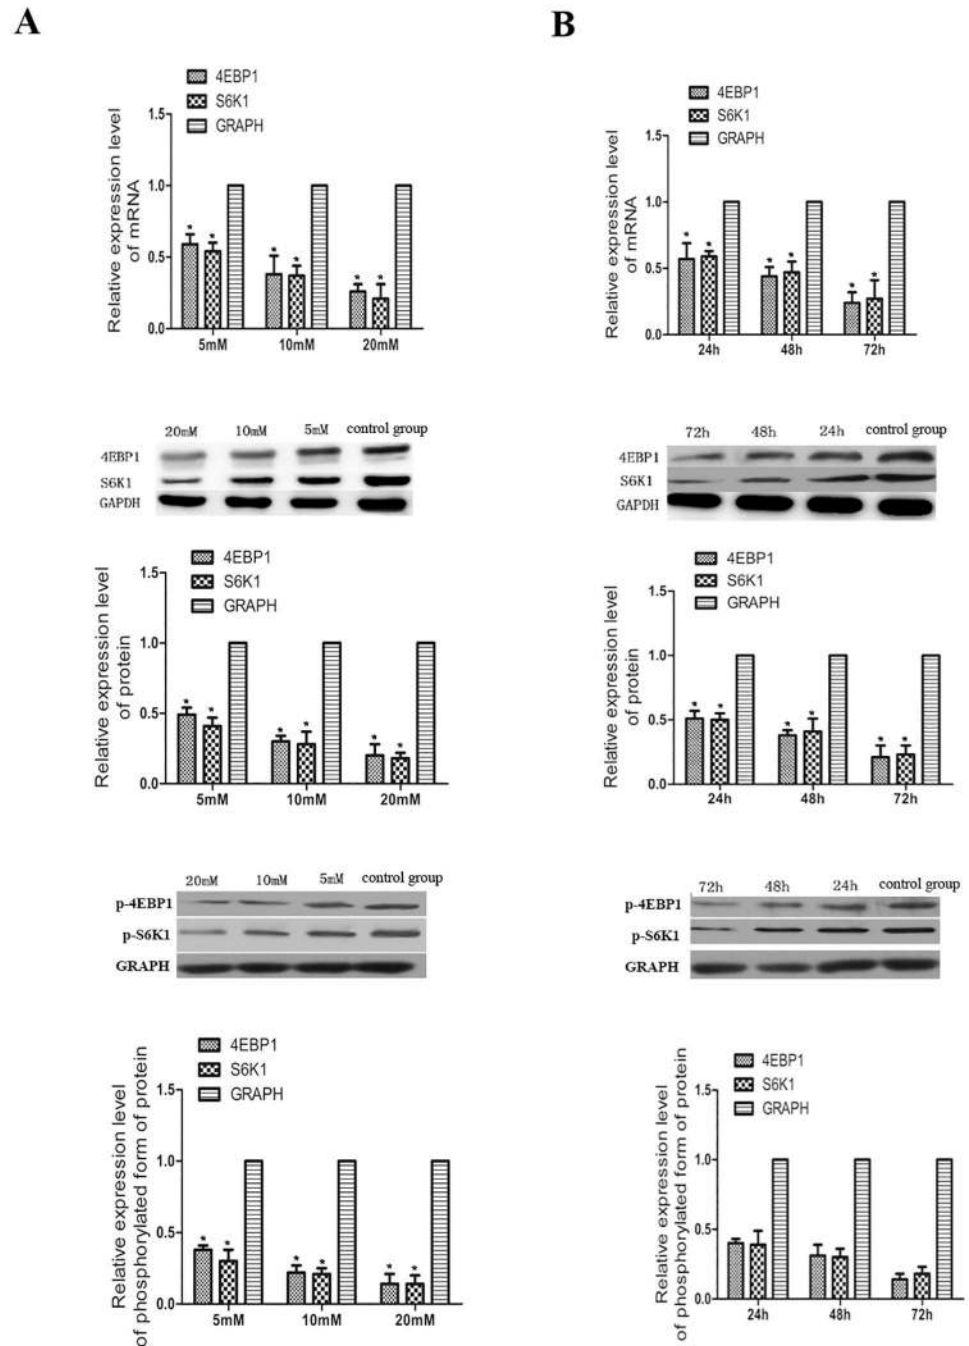 A
4EBP1
S6K1
GRAPH
Relative expression level
of mRNA
1.5
1.0
0.5
0.0
* * * * * *
5mM 10mM 20mM
20mM 10mM 5mM control group
4EBP1
S6K1
GAPDH
4EBP1
S6K1
GRAPH
Relative expression level
of protein
1.5
1.0
0.5
0.0
* * * * * *
5mM 10mM 20mM
20mM 10mM 5mM control group
p-4EBP1
p-S6K1
GRAPH
4EBP1
S6K1
GRAPH
Relative expression level
of phosphorylated form of protein
1.5
1.0
0.5
0.0
* * * * * *
5mM 10mM 20mM
B
4EBP1
S6K1
GRAPH
Relative expression level
of mRNA
1.5
1.0
0.5
0.0
* * * * * *
24h 48h 72h
72h 48h 24h control group
4EBP1
S6K1
GAPDH
4EBP1
S6K1
GRAPH
Relative expression level
of protein
1.5
1.0
0.5
0.0
* * * * * *
24h 48h 72h
72h 48h 24h control group
p-4EBP1
p-S6K1
GRAPH
4EBP1
S6K1
GRAPH
Relative expression level
of phosphorylated form of protein
1.5
1.0
0.5
0.0
24h 48h 72h